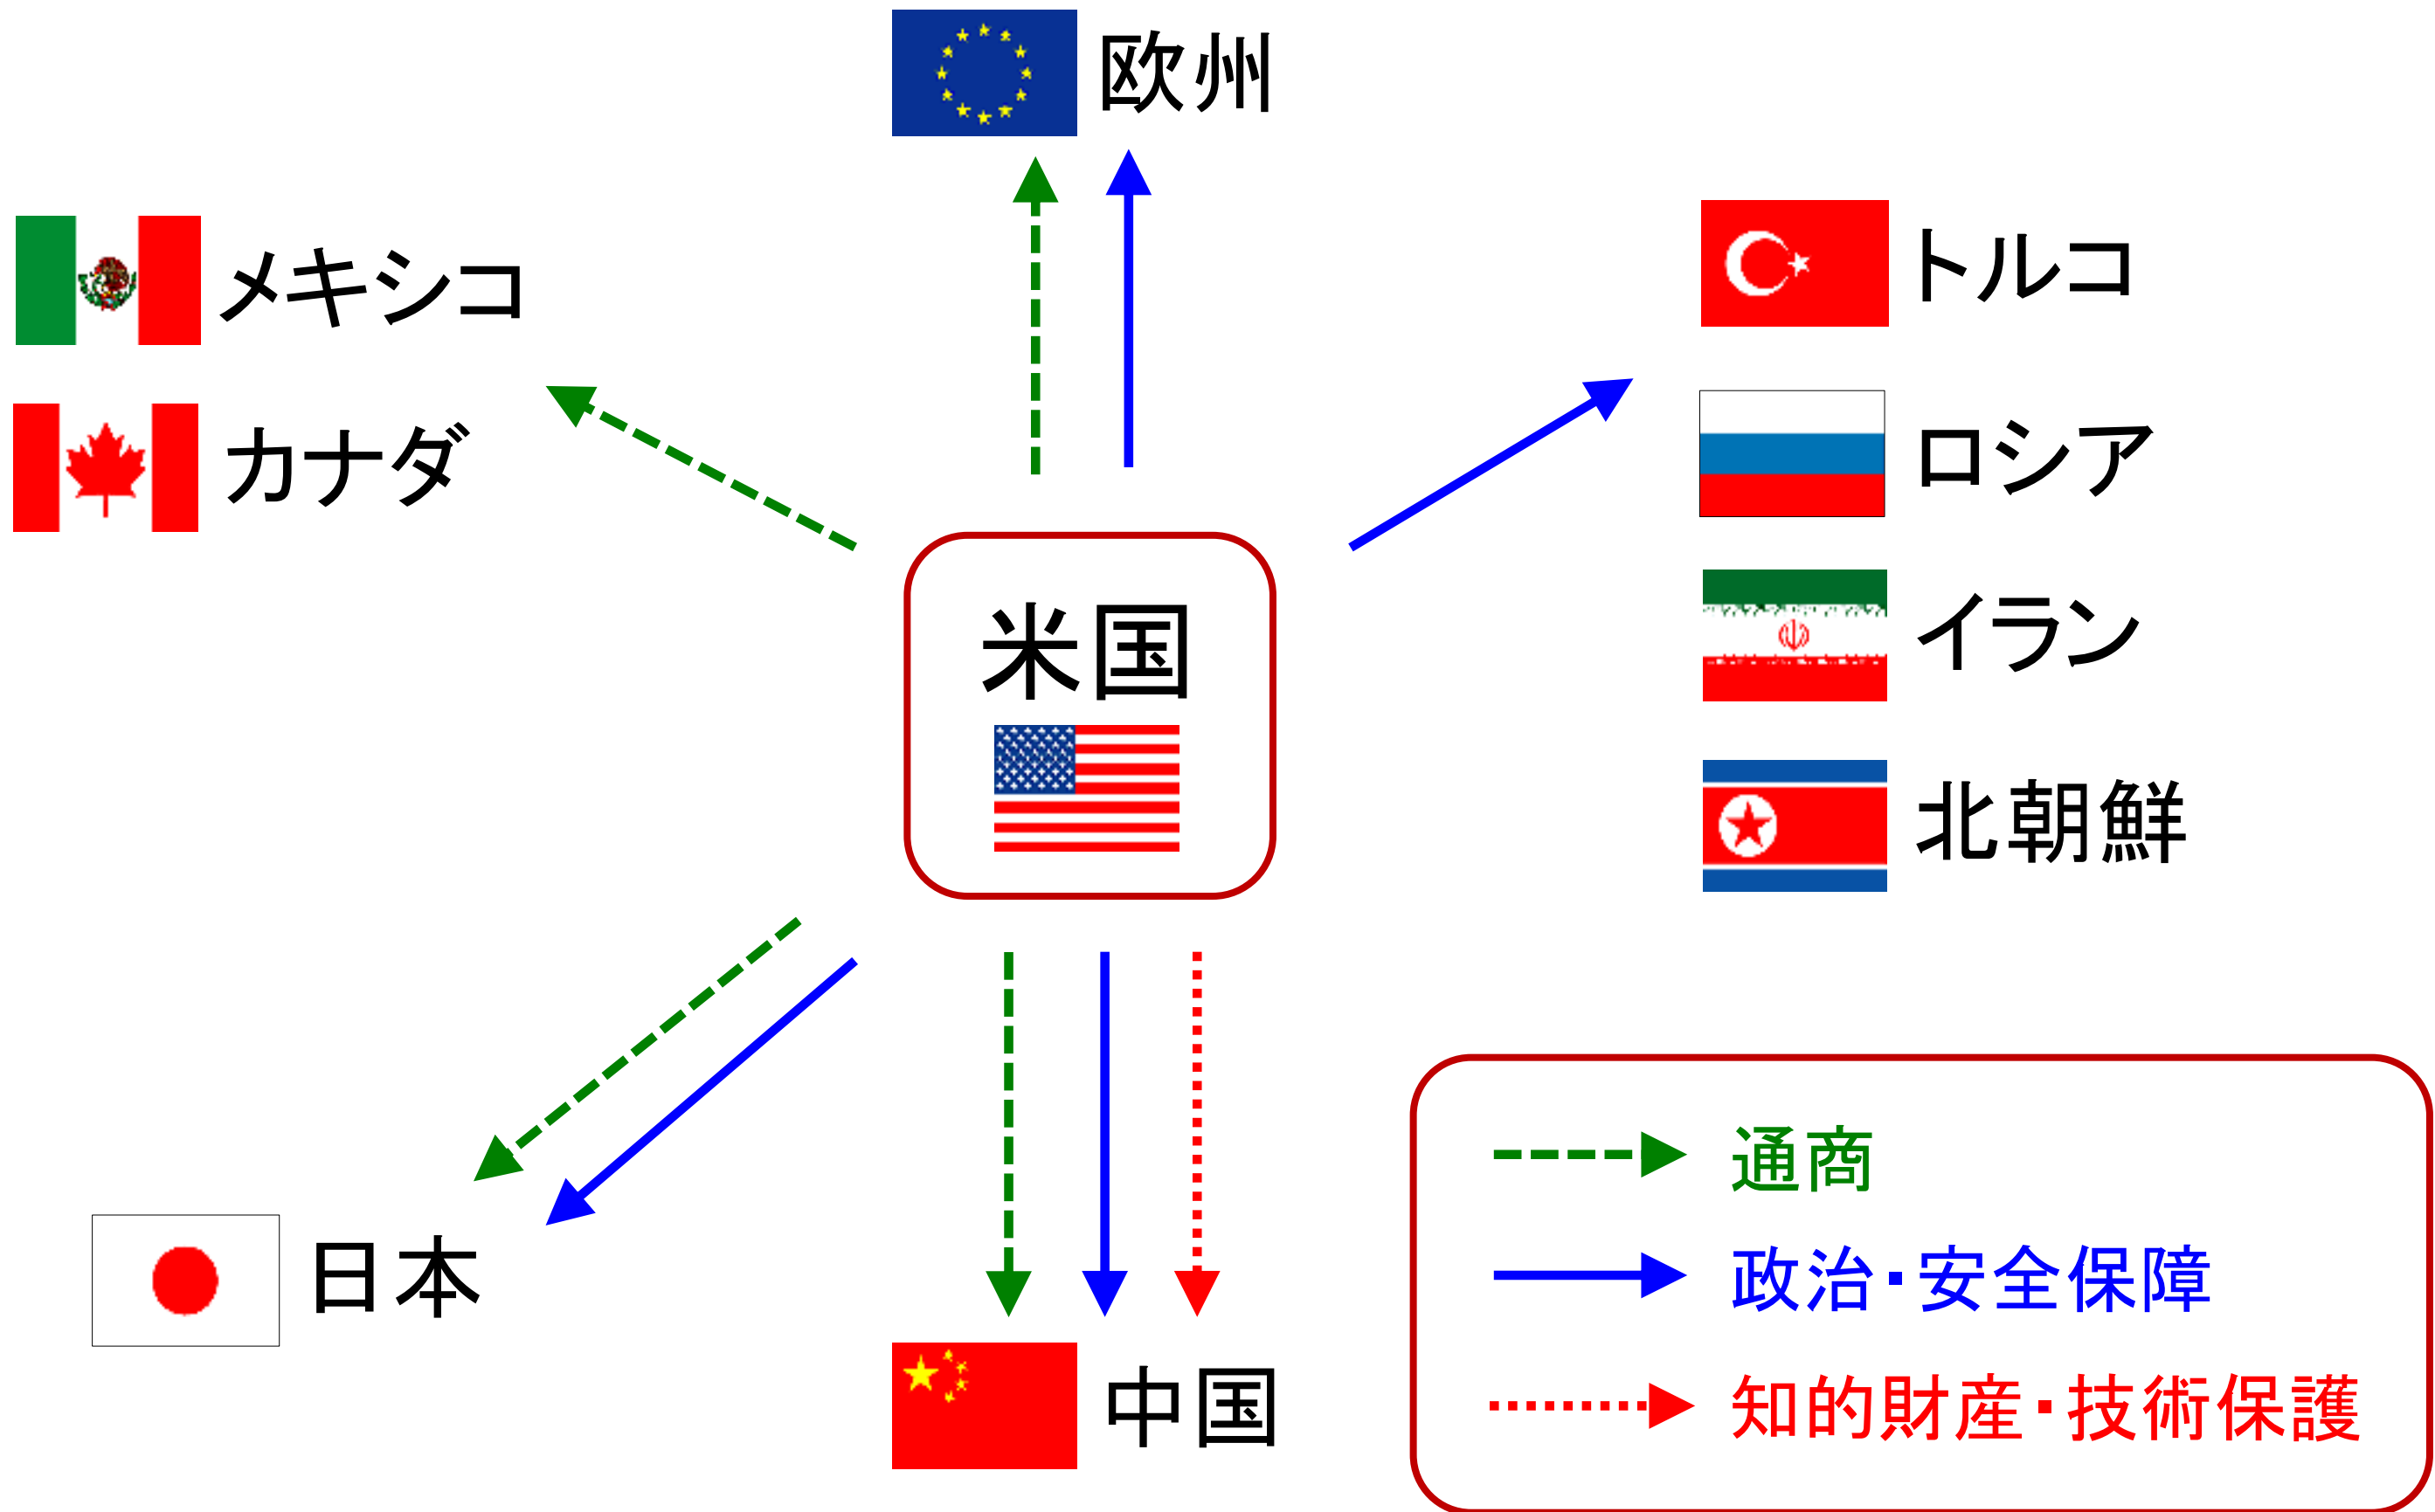 欧州
メキシコ
カナダ
トルコ
ロシア
イラン
北朝鮮
米国
日本
中国
通商
政治・安全保障
知的財産・技術保護